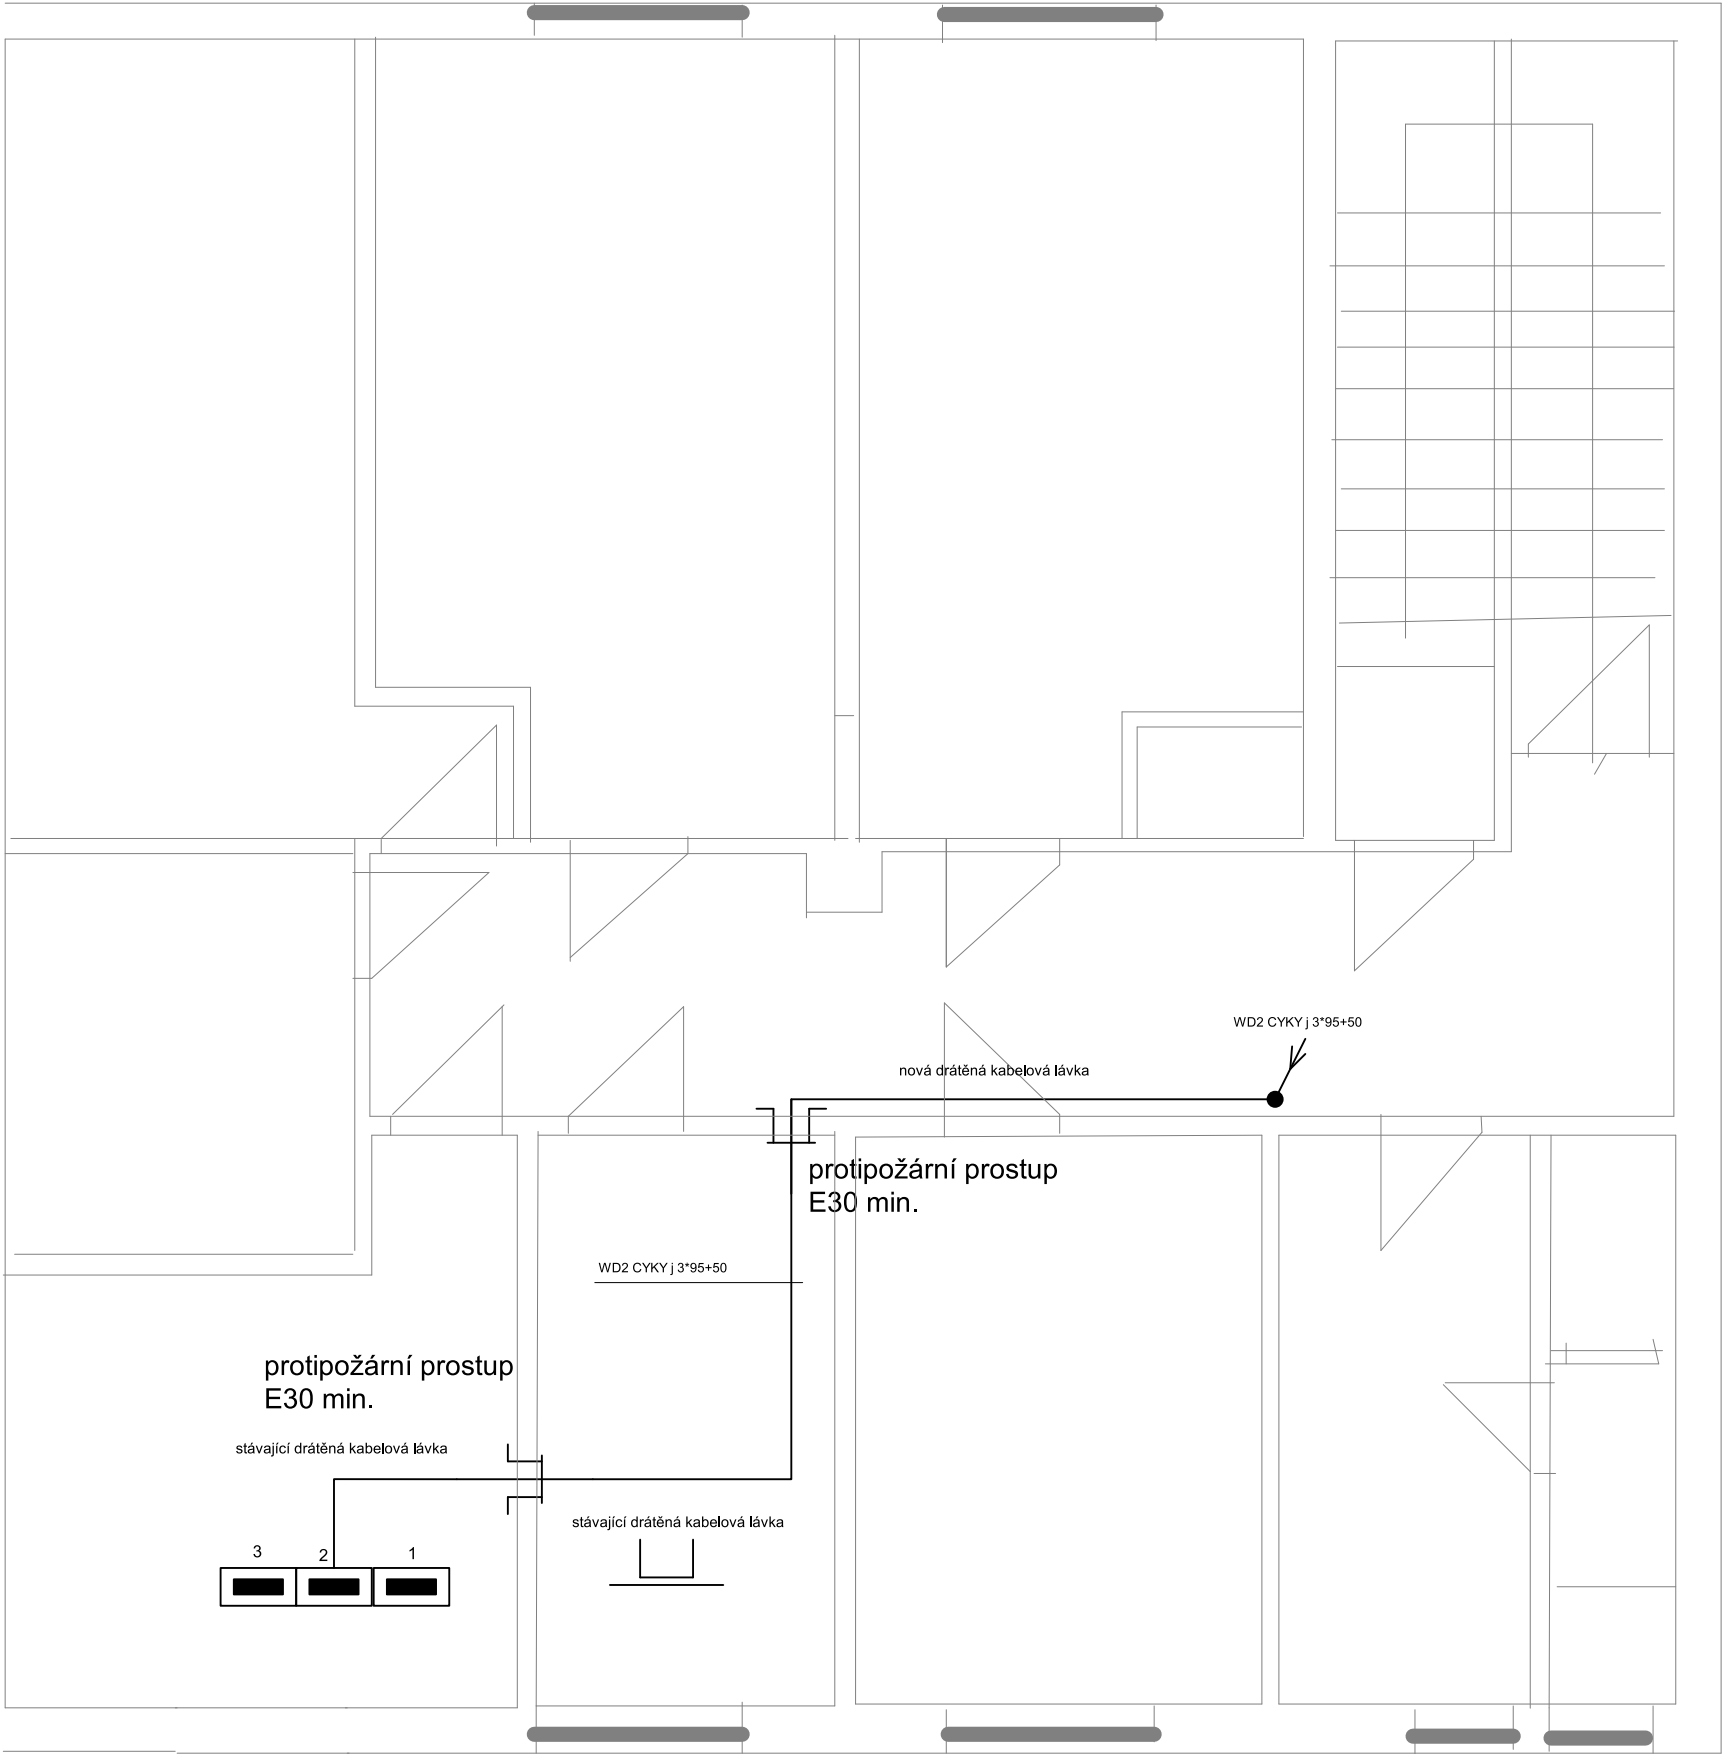 WD2 CYKY j 3*95+50
nová drátěná kabelová lávka
protipožární prostup
E30 min.
WD2 CYKY j 3*95+50
protipožární prostup
E30 min.
stávající drátěná kabelová lávka
stávající drátěná kabelová lávka
3 2 1